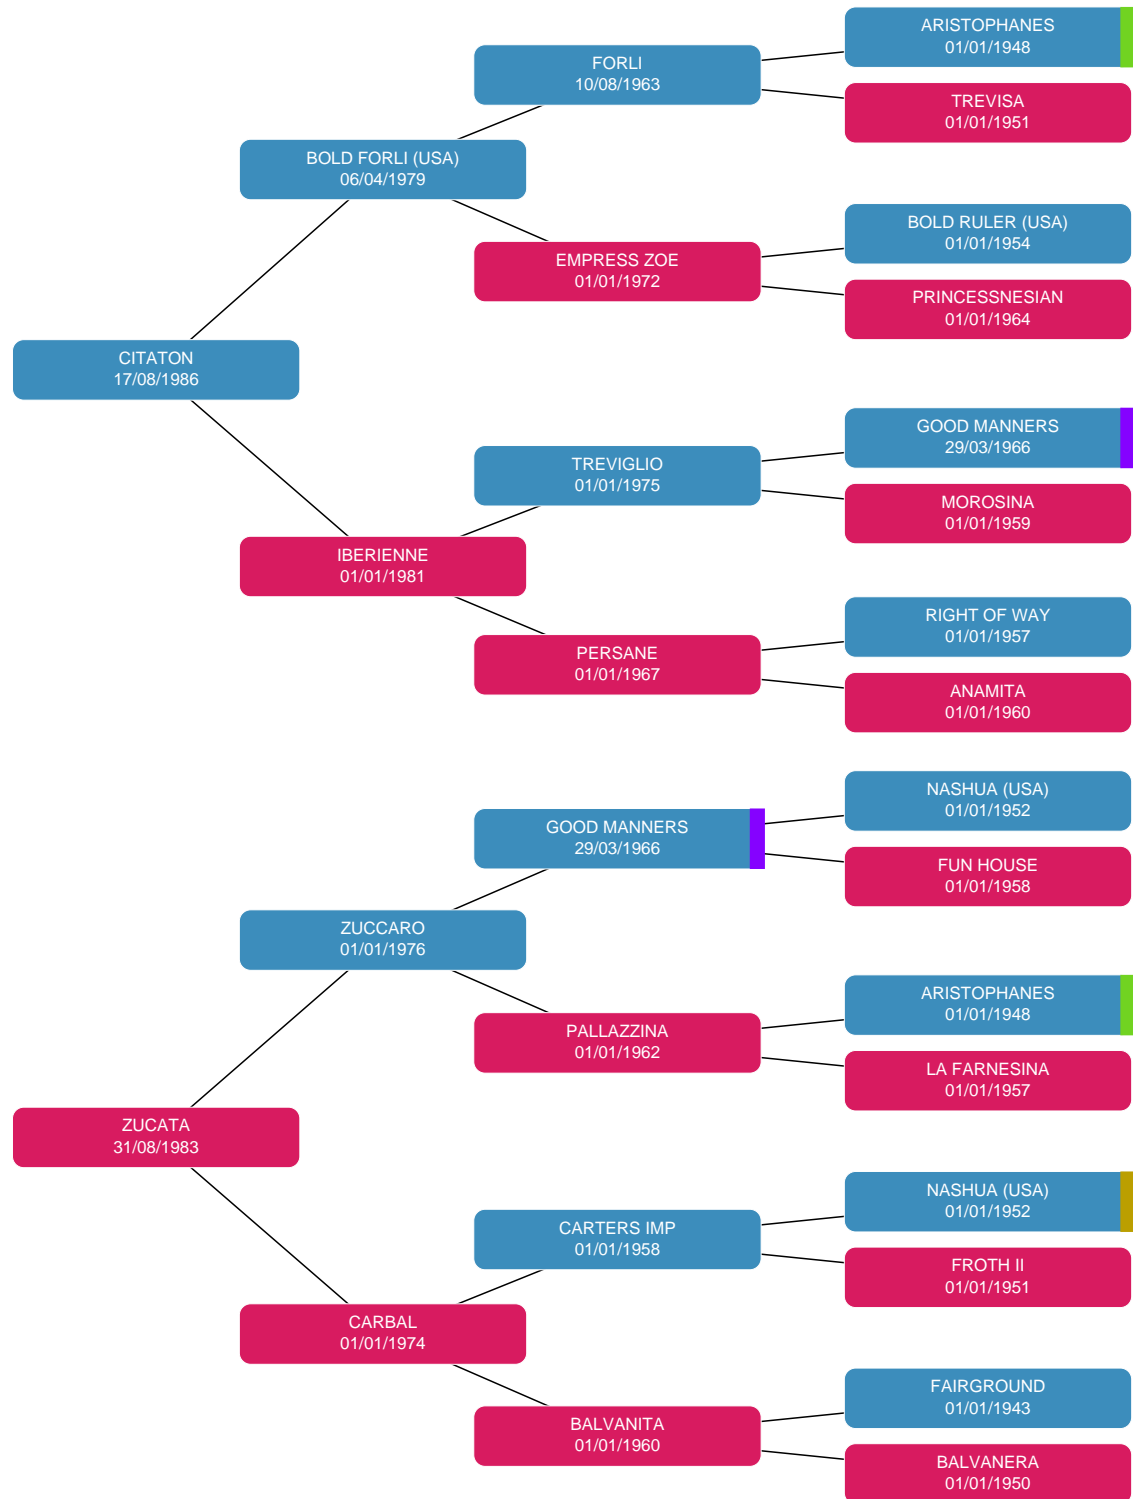 ARISTOPHANES
01/01/1948
FORLI
10/08/1963
TREVISA
01/01/1951
BOLD FORLI (USA)
06/04/1979
BOLD RULER (USA)
01/01/1954
EMPRESS ZOE
01/01/1972
PRINCESSNESIAN
01/01/1964
CITATON
17/08/1986
GOOD MANNERS
29/03/1966
TREVIGLIO
01/01/1975
MOROSINA
01/01/1959
IBERIENNE
01/01/1981
RIGHT OF WAY
01/01/1957
PERSANE
01/01/1967
ANAMITA
01/01/1960
NASHUA (USA)
01/01/1952
GOOD MANNERS
29/03/1966
FUN HOUSE
01/01/1958
ZUCCARO
01/01/1976
ARISTOPHANES
01/01/1948
PALLAZZINA
01/01/1962
LA FARNESINA
01/01/1957
ZUCATA
31/08/1983
NASHUA (USA)
01/01/1952
CARTERS IMP
01/01/1958
FROTH II
01/01/1951
CARBAL
01/01/1974
FAIRGROUND
01/01/1943
BALVANITA
01/01/1960
BALVANERA
01/01/1950